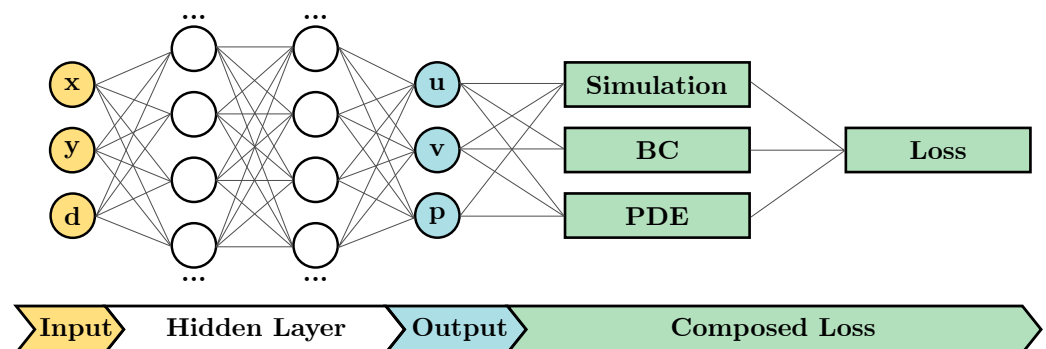 ... ...
x u Simulation
y v BC Loss
d p PDE
... ...
Input Hidden Layer Output Composed Loss